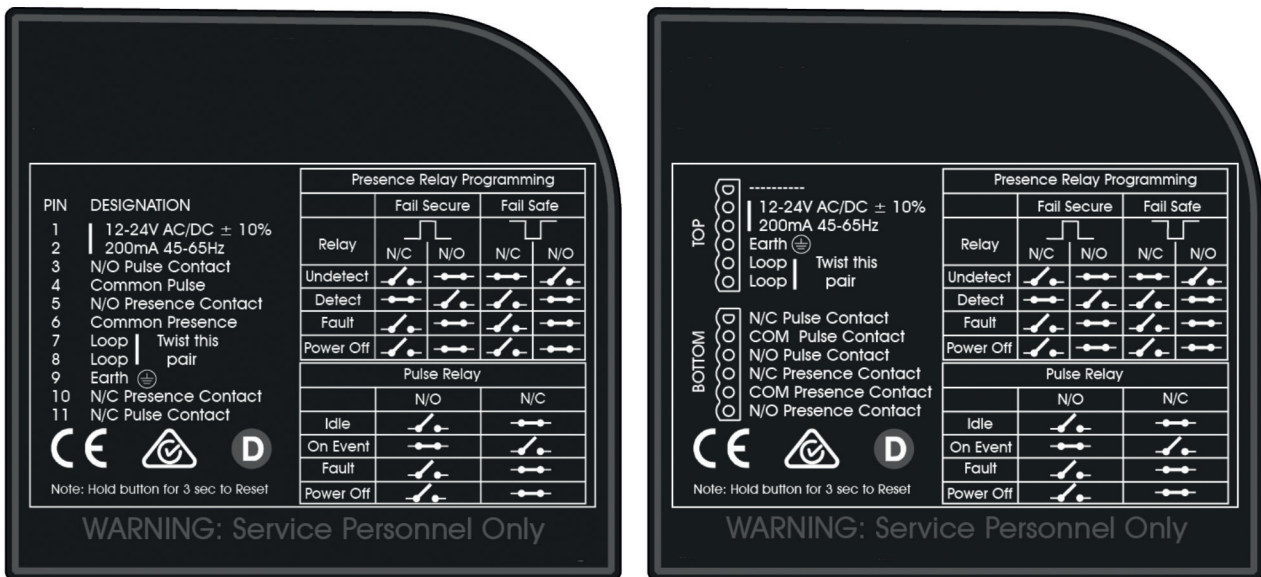 PIN DESIGNATION
1 12-24V AC/DC ± 10%
2 200mA 45-65Hz
3 N/O Pulse Contact
4 Common Pulse
5 N/O Presence Contact
6 Common Presence
7 Loop Twist this
8 Loop pair
9 Earth
10 N/C Presence Contact
11 N/C Pulse Contact
CE D
Note: Hold button for 3 sec to Reset
Presence Relay Programming
Fail Secure Fail Safe
Relay N/C N/O N/C N/O
Undetect
Detect
Fault
Power Off
Pulse Relay
N/O N/C
Idle
On Event
Fault
Power Off
WARNING: Service Personnel Only
TOP
----------
12-24V AC/DC ± 10%
200mA 45-65Hz
Earth
Loop Twist this
Loop pair
BOTTOM
N/C Pulse Contact
COM Pulse Contact
N/O Pulse Contact
N/C Presence Contact
COM Presence Contact
N/O Presence Contact
CE D
Note: Hold button for 3 sec to Reset
Presence Relay Programming
Fail Secure Fail Safe
Relay N/C N/O N/C N/O
Undetect
Detect
Fault
Power Off
Pulse Relay
N/O N/C
Idle
On Event
Fault
Power Off
WARNING: Service Personnel Only